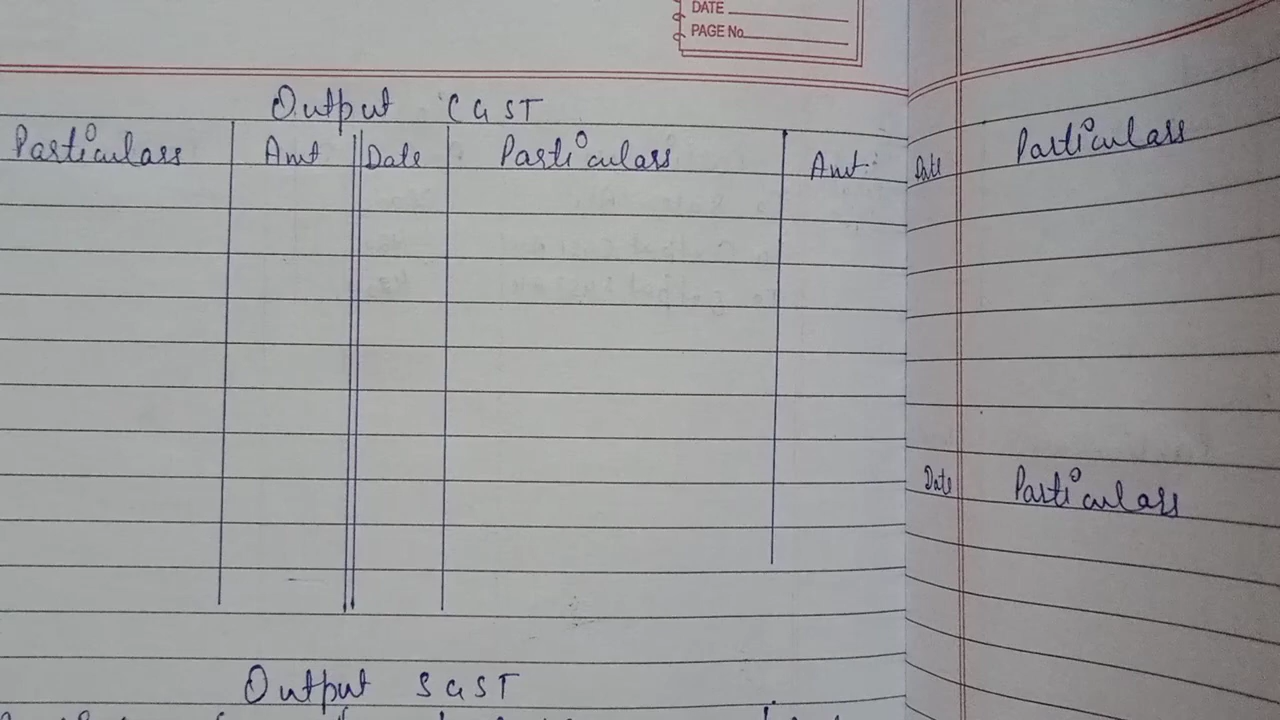 DATE
PAGE No
Output CGST
Particulars Amt Date Particulars Amt.
Date Particulars
Date Particulars
Output SGST